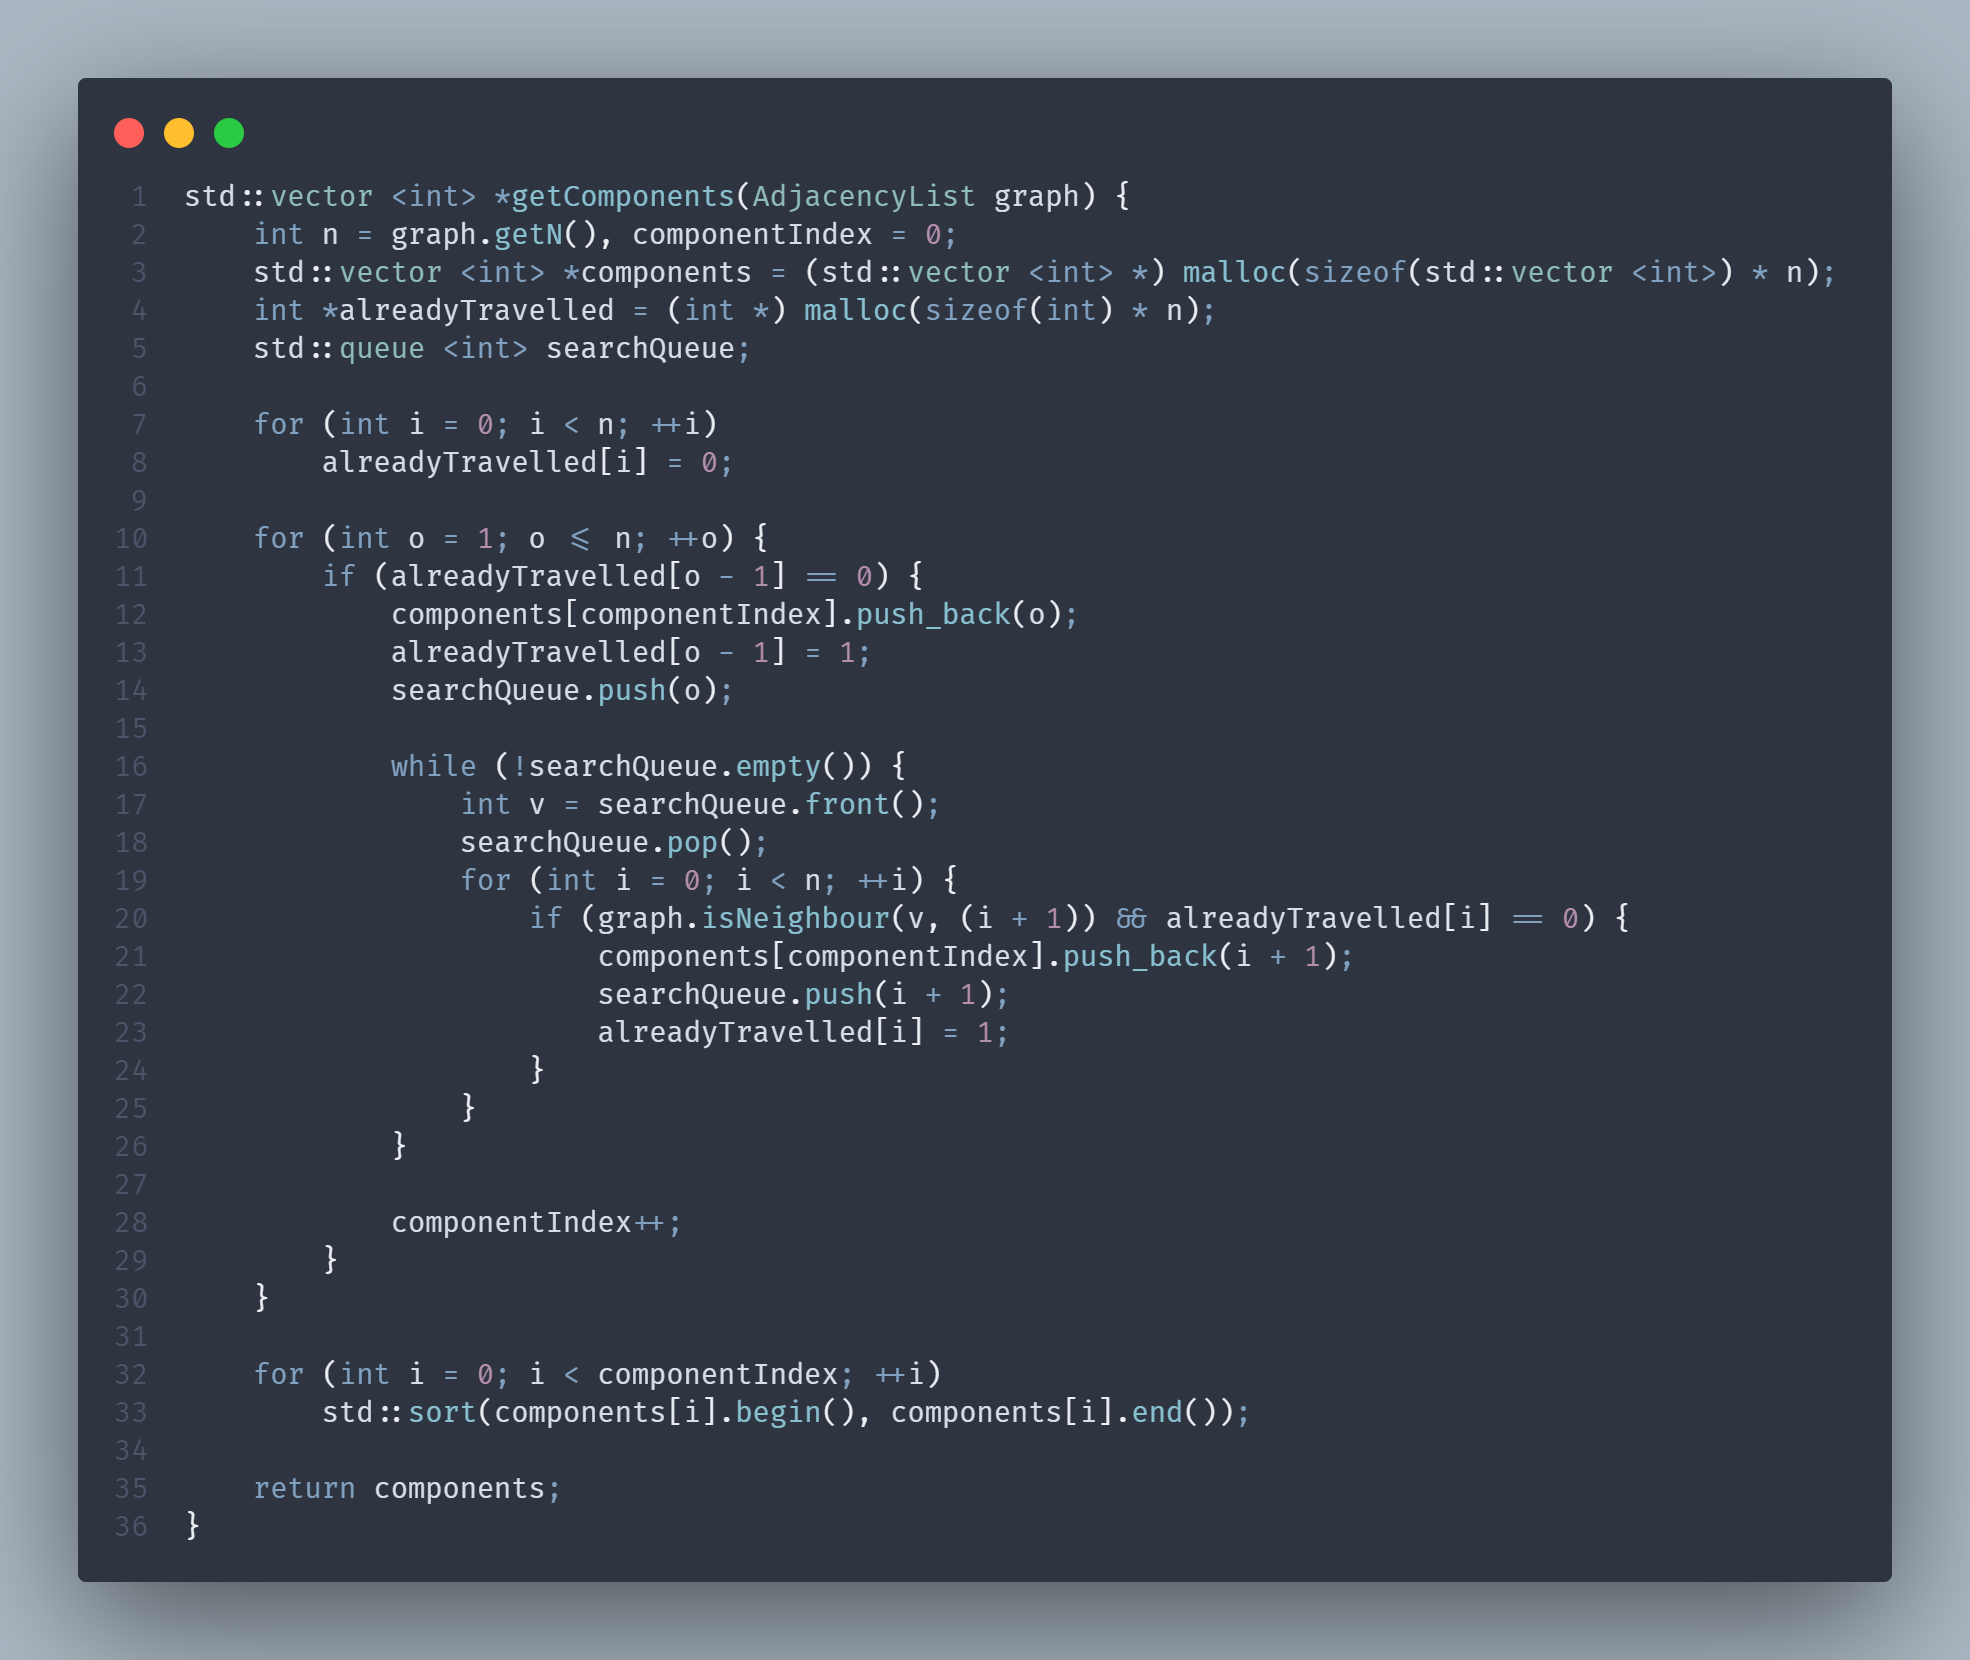 1 std::vector <int> *getComponents(AdjacencyList graph) {
2     int n = graph.getN(), componentIndex = 0;
3     std::vector <int> *components = (std::vector <int> *) malloc(sizeof(std::vector <int>) * n);
4     int *alreadyTravelled = (int *) malloc(sizeof(int) * n);
5     std::queue <int> searchQueue;
6
7     for (int i = 0; i < n; ++i)
8         alreadyTravelled[i] = 0;
9
10     for (int o = 1; o <= n; ++o) {
11         if (alreadyTravelled[o - 1] == 0) {
12             components[componentIndex].push_back(o);
13             alreadyTravelled[o - 1] = 1;
14             searchQueue.push(o);
15
16             while (!searchQueue.empty()) {
17                 int v = searchQueue.front();
18                 searchQueue.pop();
19                 for (int i = 0; i < n; ++i) {
20                     if (graph.isNeighbour(v, (i + 1)) && alreadyTravelled[i] == 0) {
21                         components[componentIndex].push_back(i + 1);
22                         searchQueue.push(i + 1);
23                         alreadyTravelled[i] = 1;
24                     }
25                 }
26             }
27
28             componentIndex++;
29         }
30     }
31
32     for (int i = 0; i < componentIndex; ++i)
33         std::sort(components[i].begin(), components[i].end());
34
35     return components;
36 }